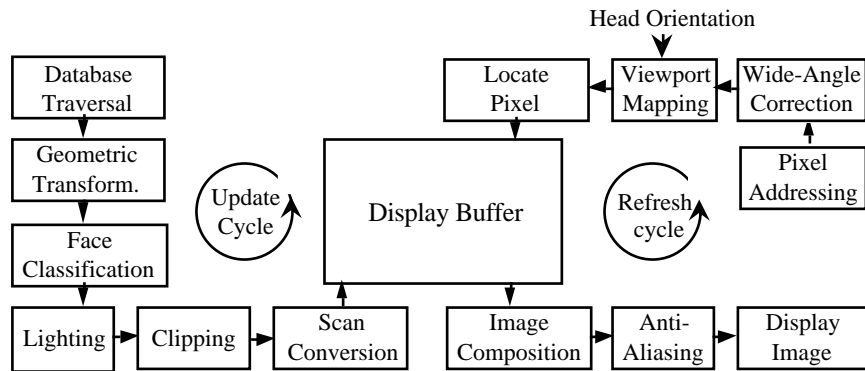 Head Orientation
Database
Traversal
Locate
Pixel
Viewport
Mapping
Wide-Angle
Correction
Geometric
Transform.
Update
Cycle
Display Buffer
Refresh
cycle
Pixel
Addressing
Face
Classification
Lighting
Clipping
Scan
Conversion
Image
Composition
Anti-
Aliasing
Display
Image